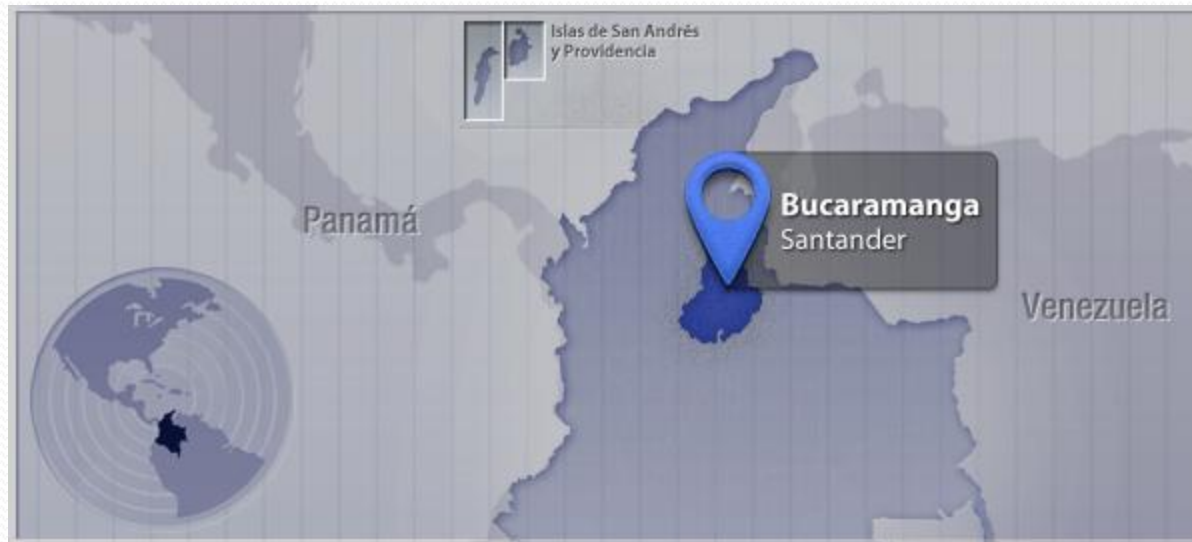 Islas de San Andrés
y Providencia
Bucaramanga
Santander
Panamá
Venezuela